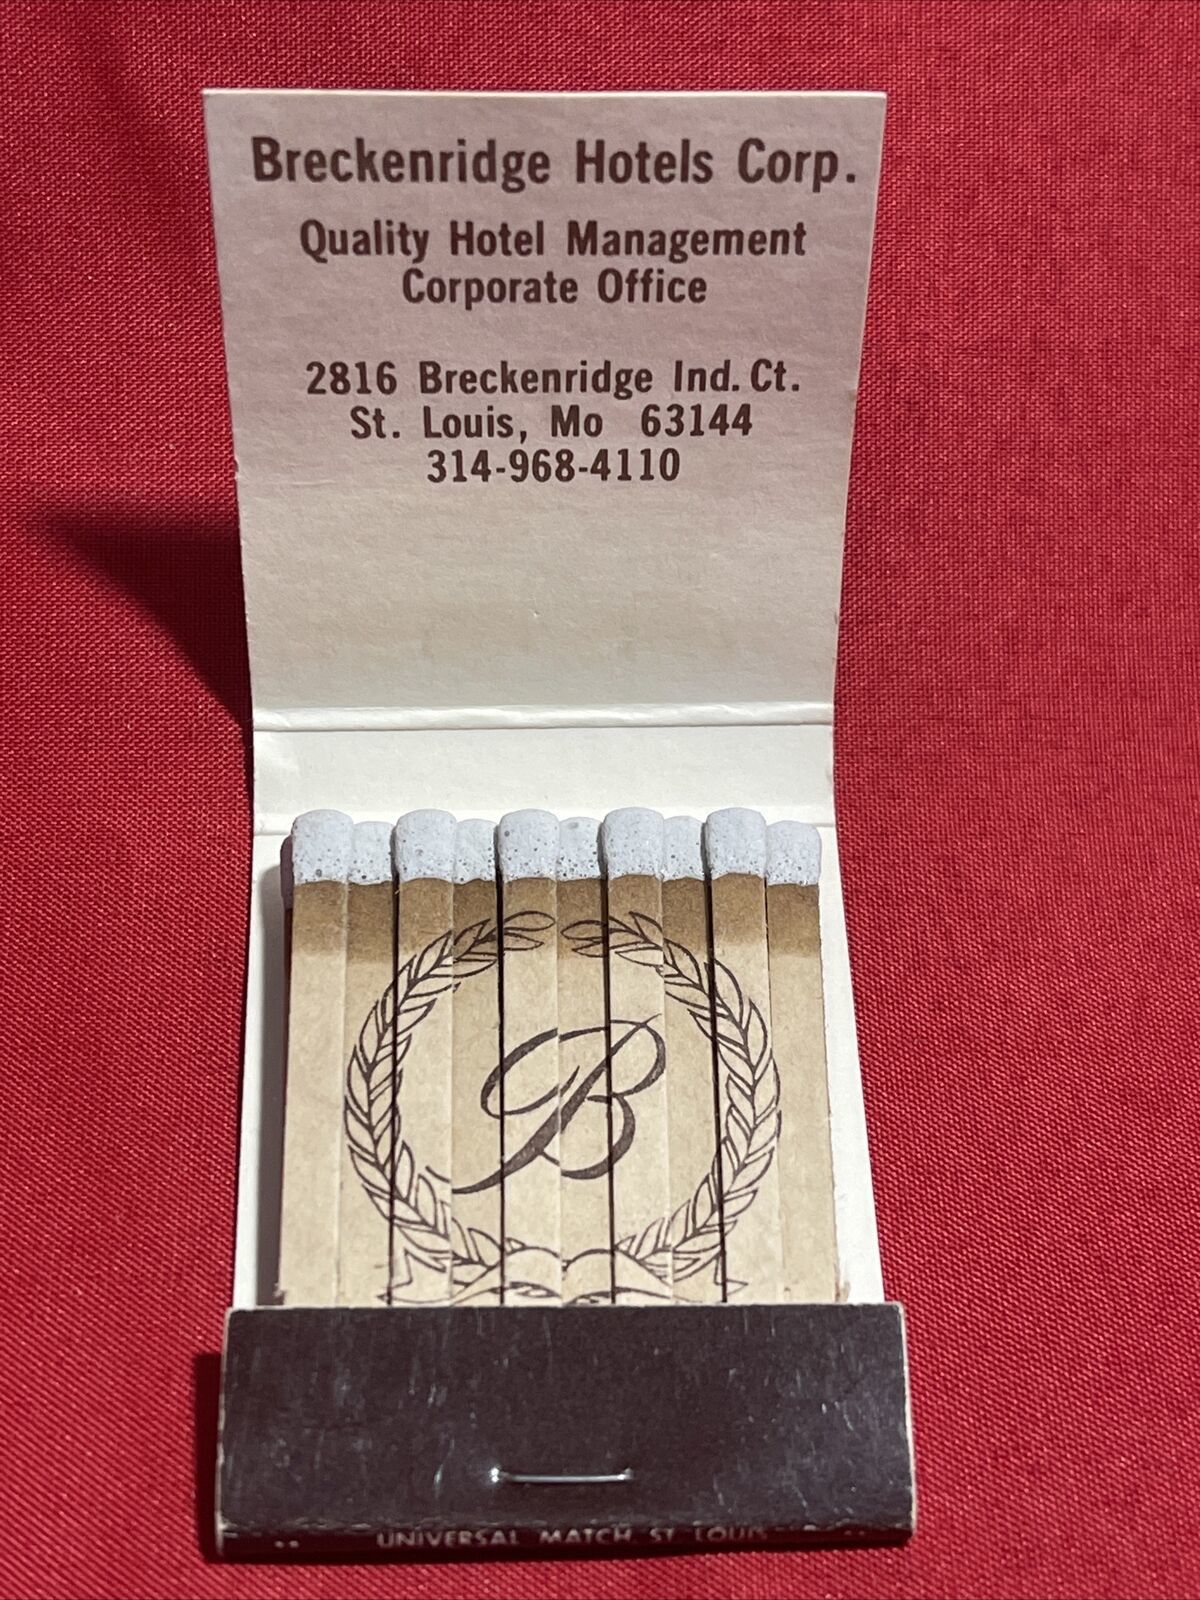 Breckenridge Hotels Corp.
Quality Hotel Management
Corporate Office
2816 Breckenridge Ind. Ct.
St. Louis, Mo 63144
314-968-4110
B
UNIVERSAL MATCH, ST. LOUIS